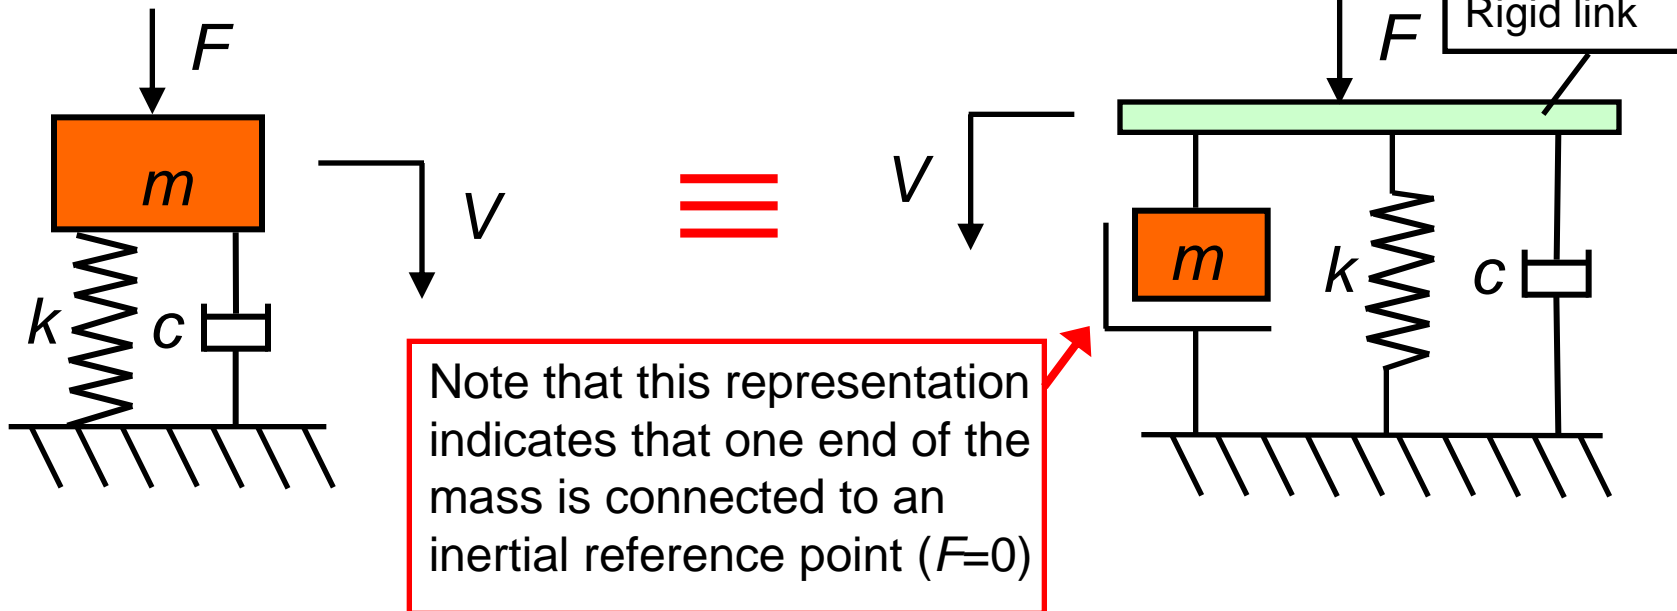 F
m
V
k
c
Note that this representation
indicates that one end of the
mass is connected to an
inertial reference point (F=0)
Rigid link
F
V
m
k
c